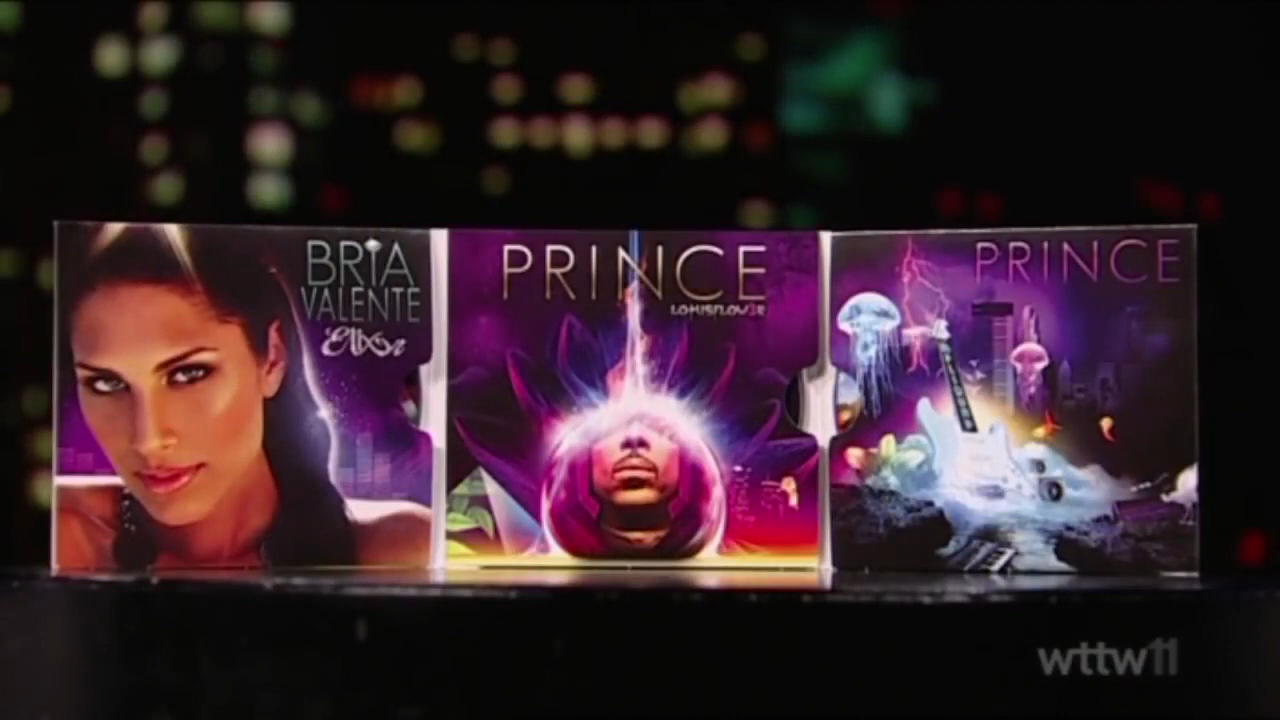 BRIA
VALENTE
Elixer
PRINCE
LOtUSFLOW3R
PRINCE
wttw11